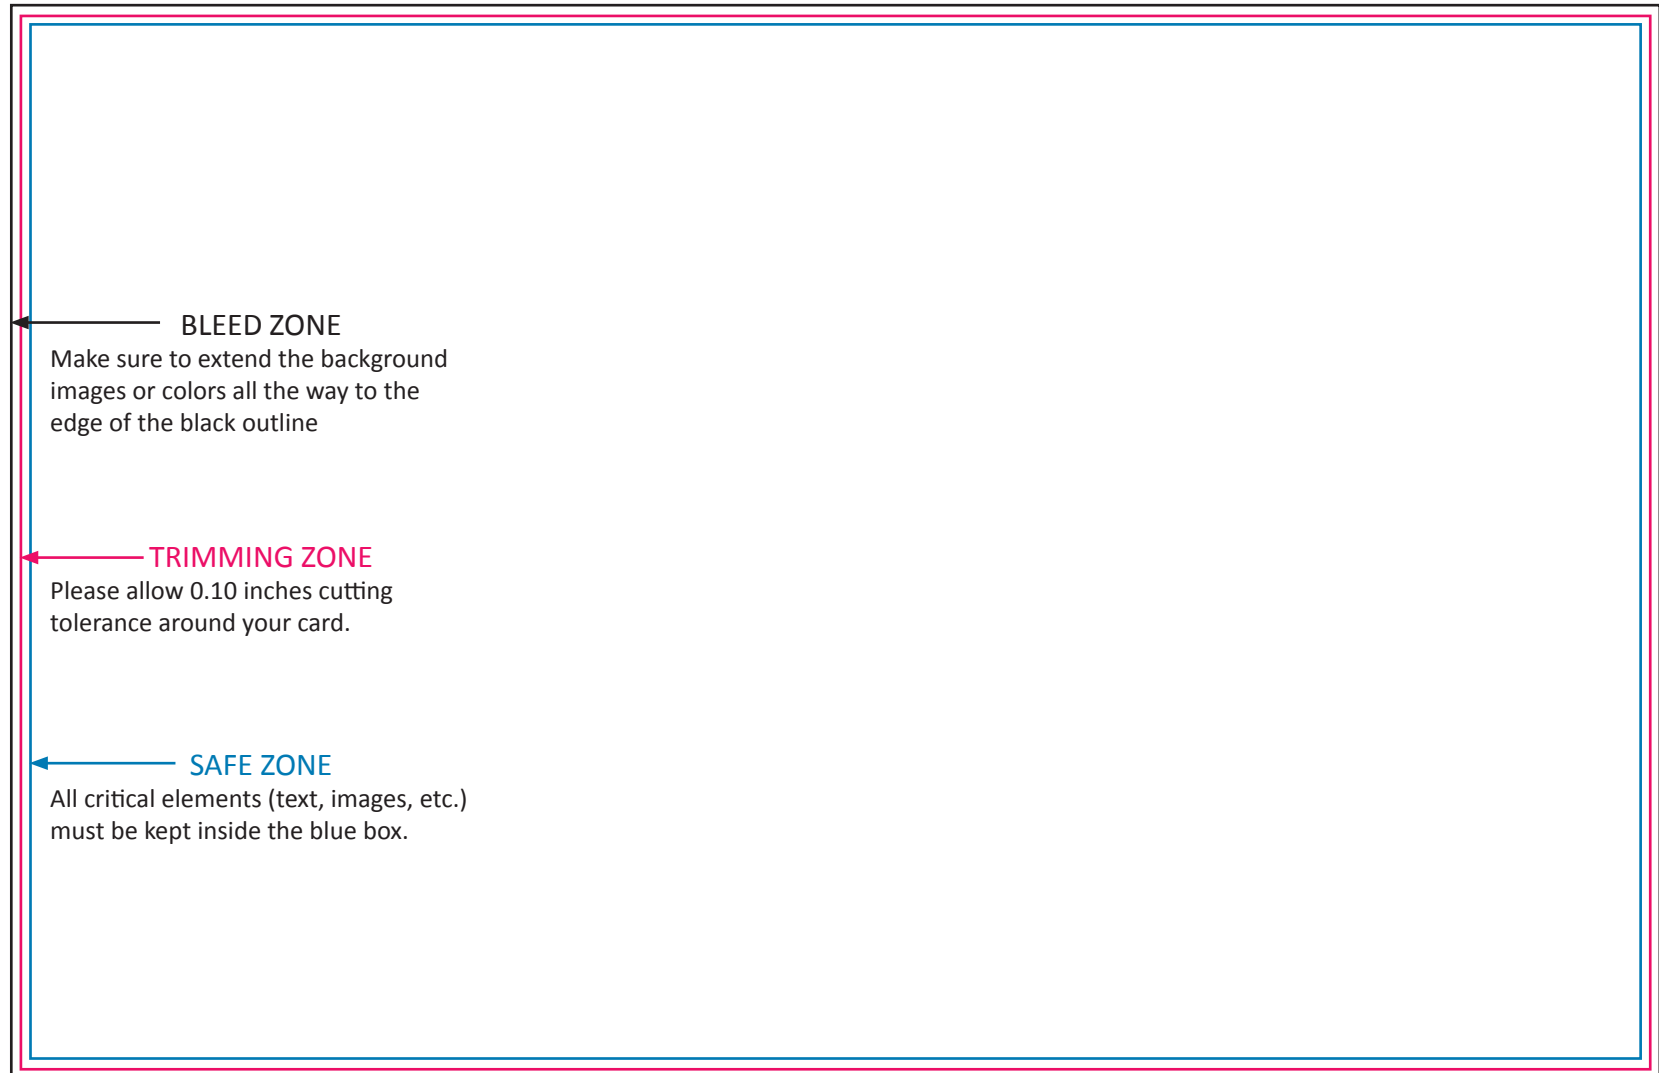 BLEED ZONE
Make sure to extend the background
images or colors all the way to the
edge of the black outline
TRIMMING ZONE
Please allow 0.10 inches cutting
tolerance around your card.
SAFE ZONE
All critical elements (text, images, etc.)
must be kept inside the blue box.